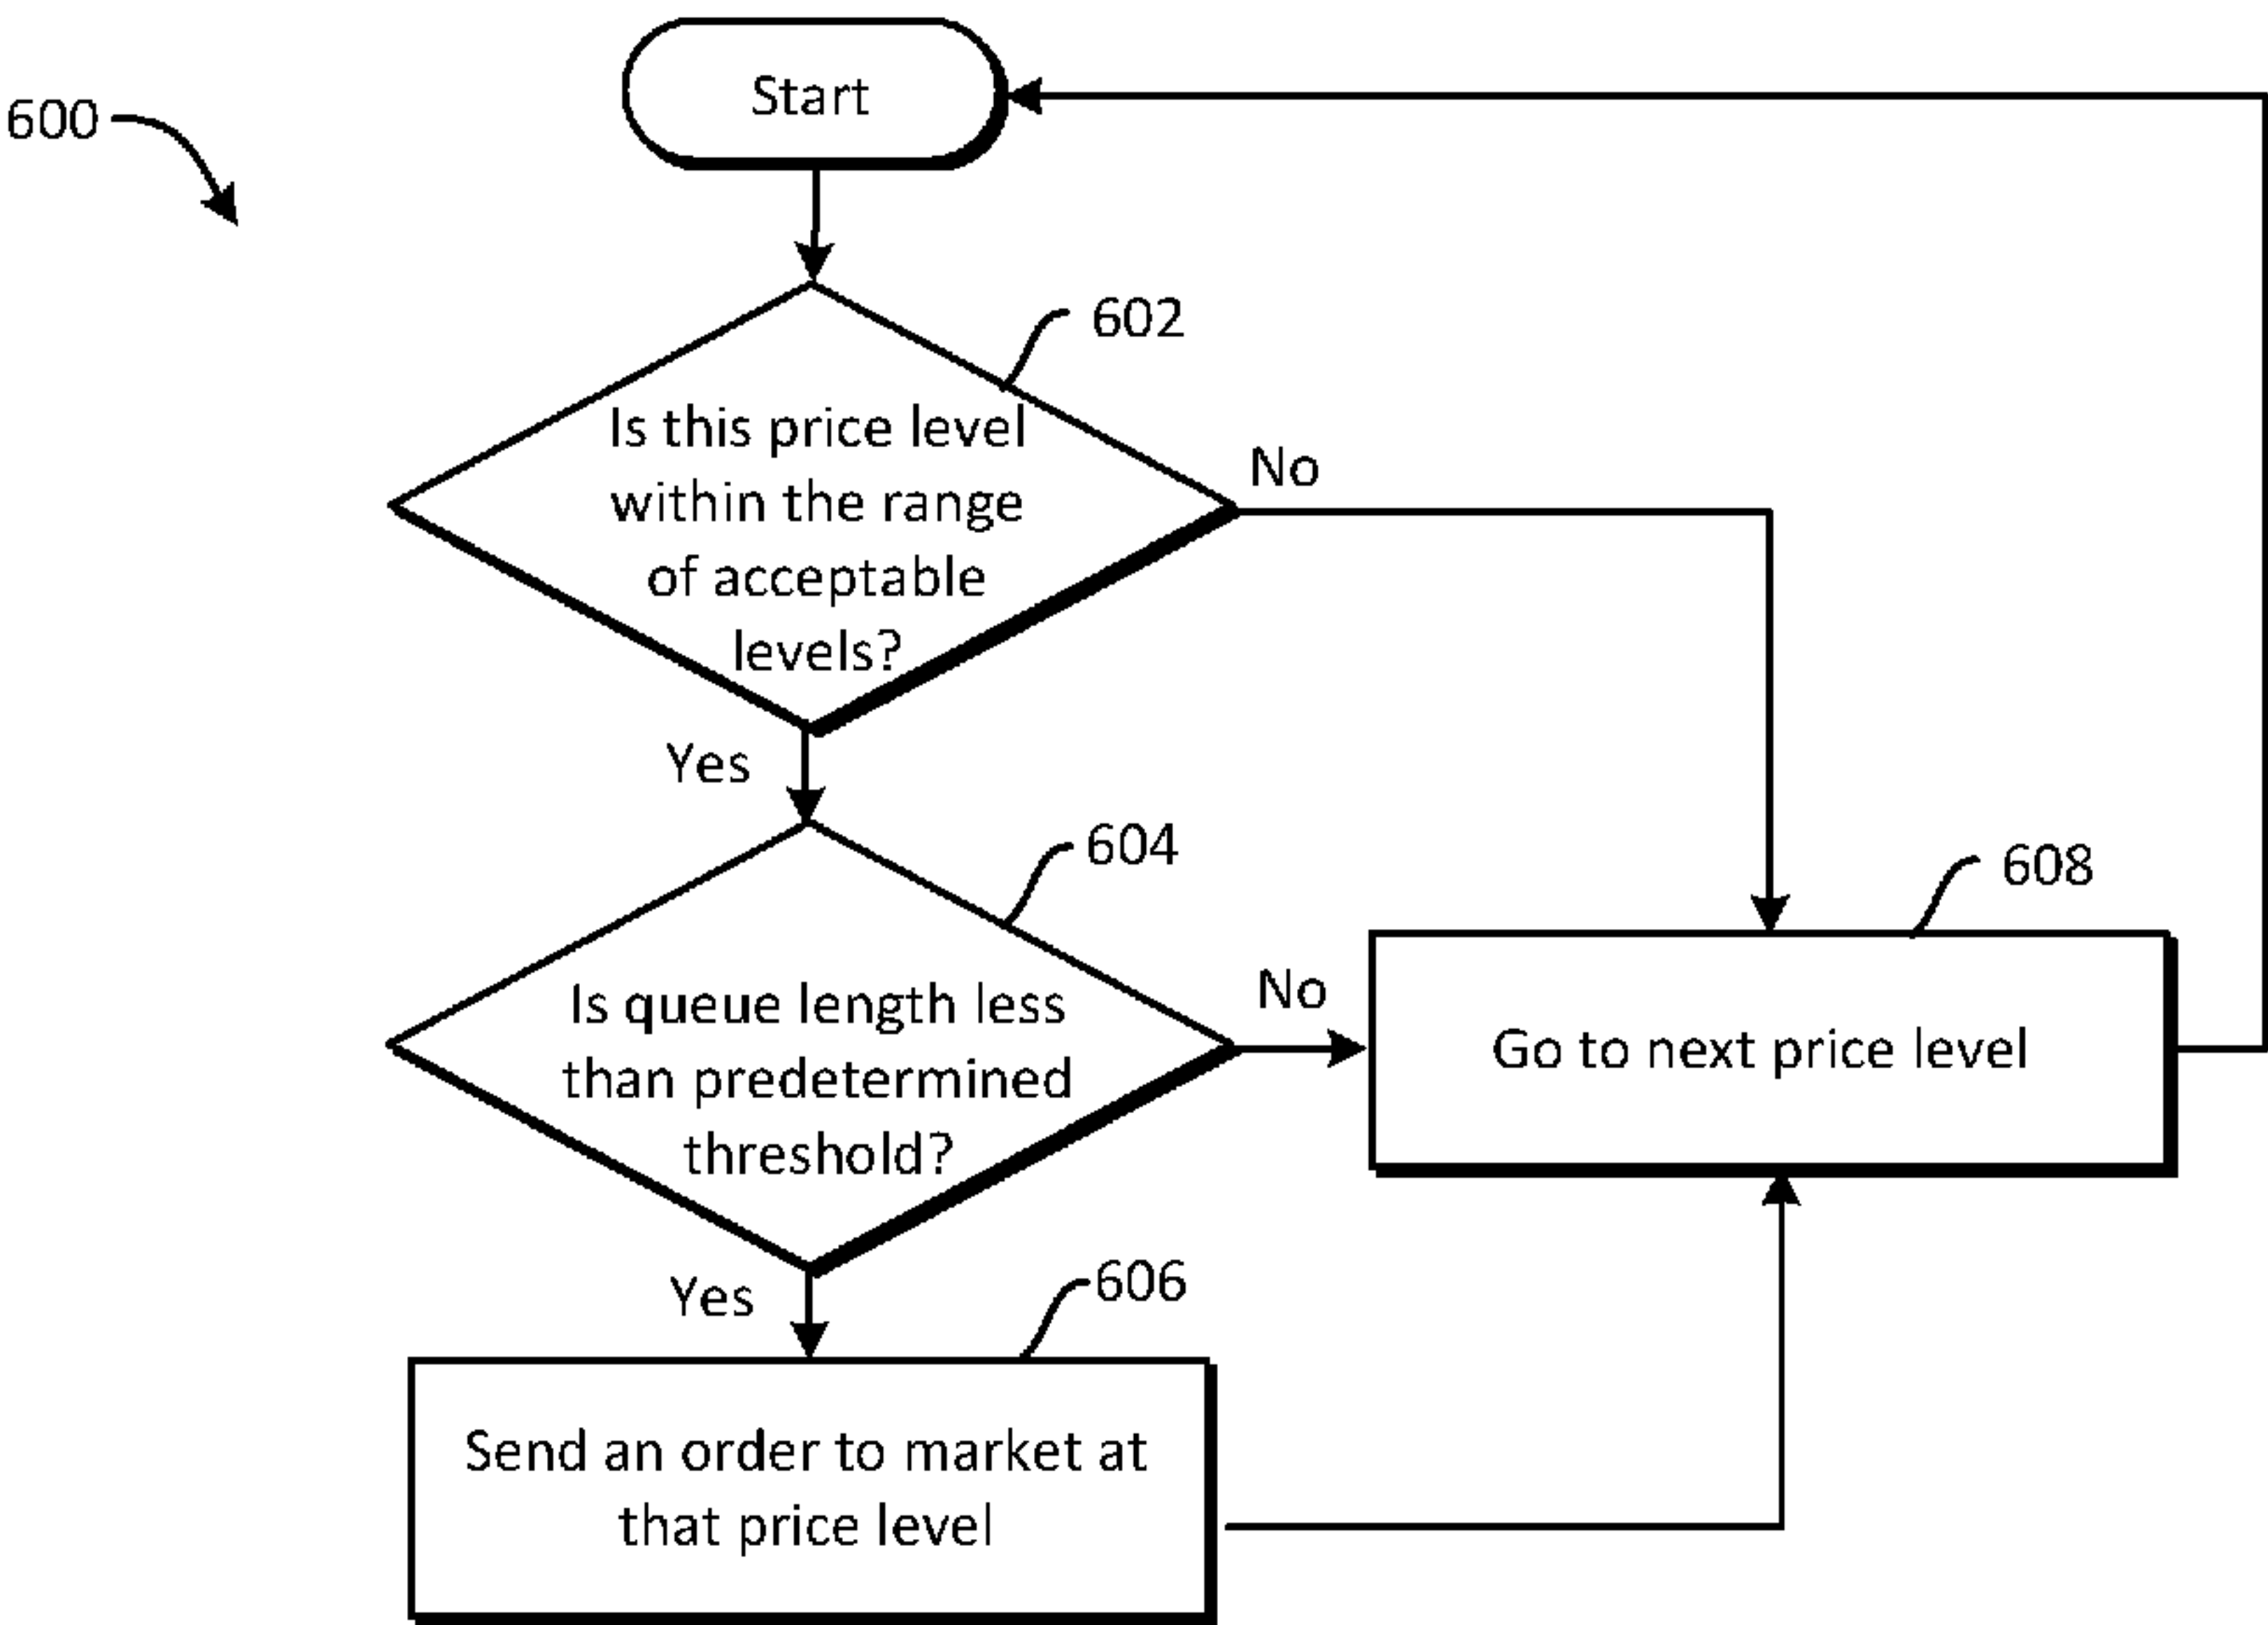 Start
600
602
Is this price level
within the range
of acceptable
levels?
No
Yes
604
608
Is queue length less
than predetermined
threshold?
No
Go to next price level
Yes
606
Send an order to market at
that price level